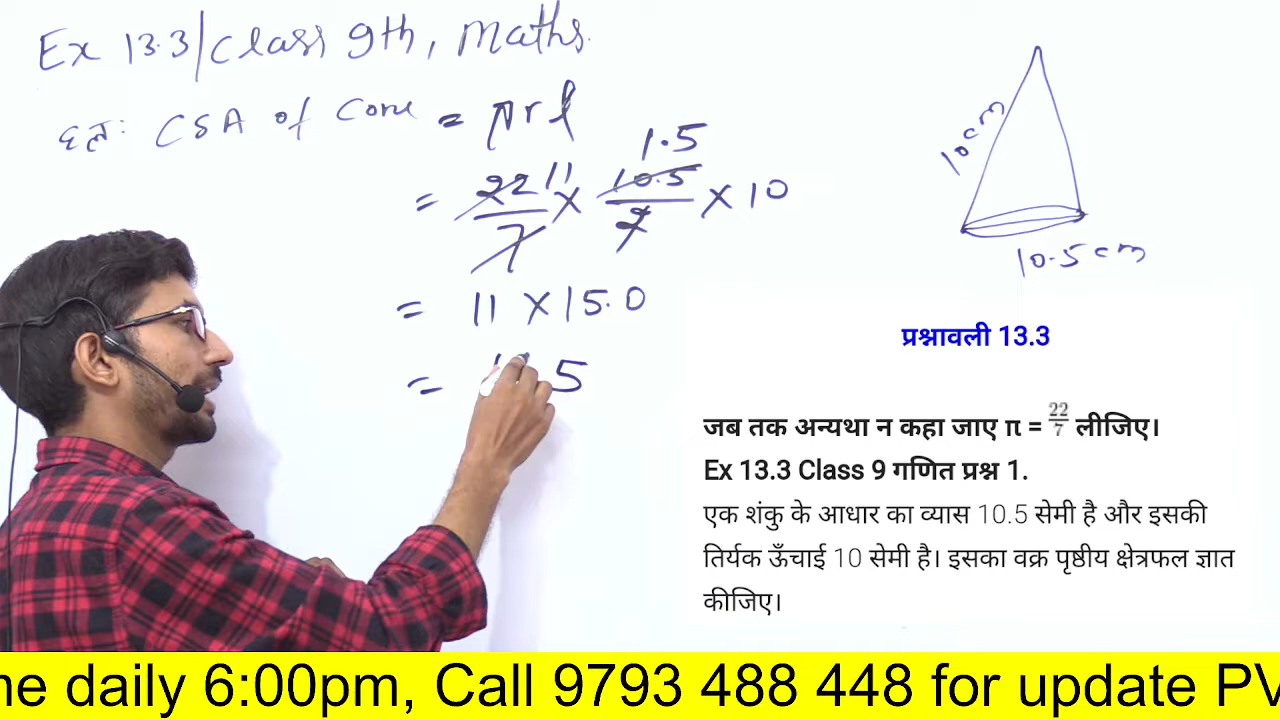 Ex 13.3/Class 9th, Maths.
हल: CSA of Cone = πrl
= 22/7 11 × 10.5/2 1.5 × 10
= 11 × 15.0
= 1 5
10cm
10.5cm
प्रश्नावली 13.3
जब तक अन्यथा न कहा जाए π = 22/7 लीजिए।
Ex 13.3 Class 9 गणित प्रश्न 1.
एक शंकु के आधार का व्यास 10.5 सेमी है और इसकी
तिर्यक ऊँचाई 10 सेमी है। इसका वक्र पृष्ठीय क्षेत्रफल ज्ञात
कीजिए।
daily 6:00pm, Call 9793 488 448 for update